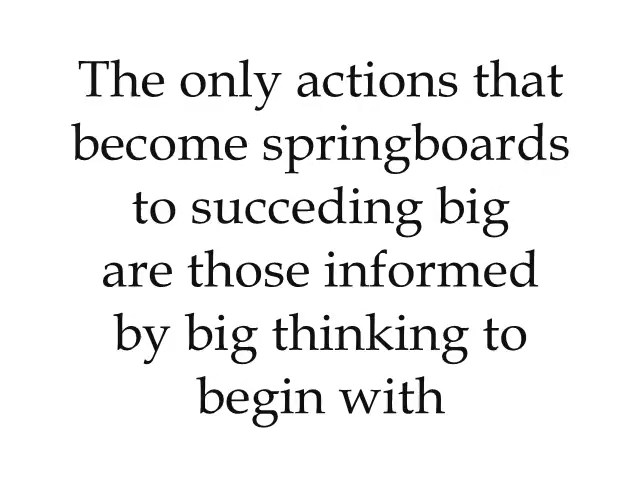 The only actions that
become springboards
to succeding big
are those informed
by big thinking to
begin with